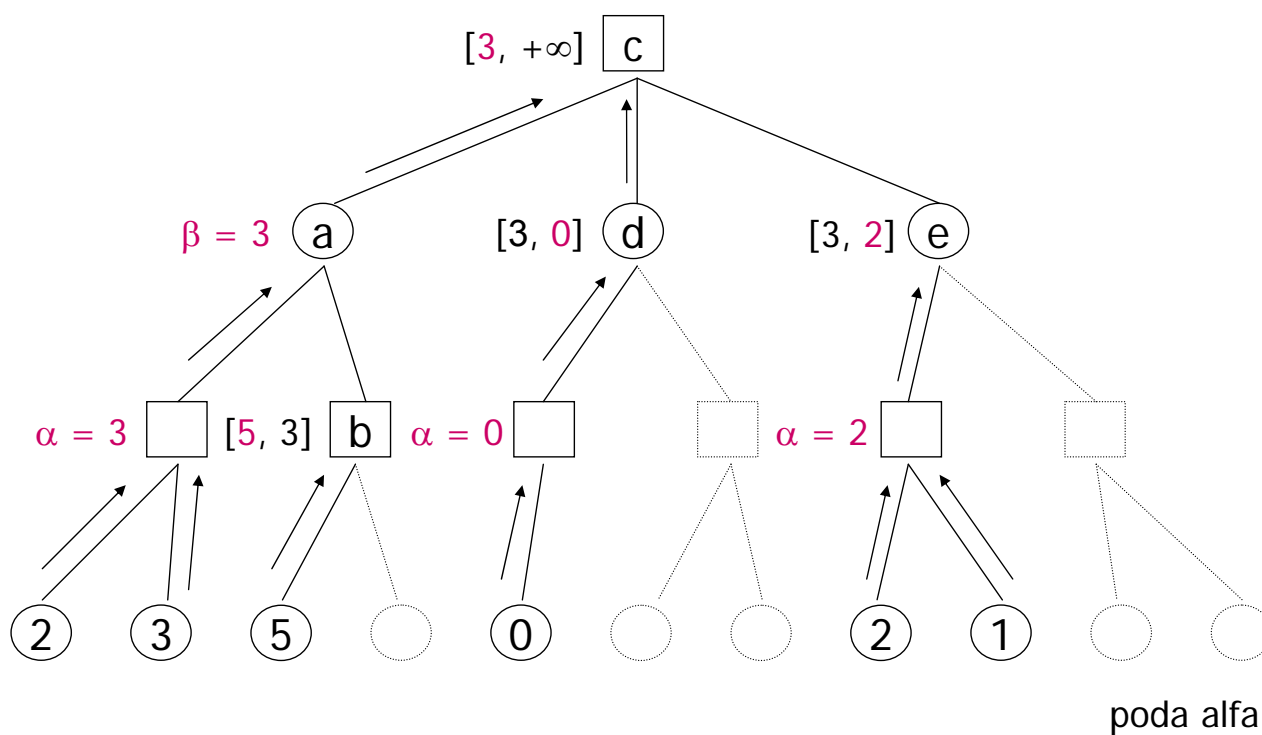 [3, +∞] c
β = 3 a [3, 0] d [3, 2] e
α = 3 [5, 3] b α = 0 α = 2
2 3 5 0 2 1
poda alfa